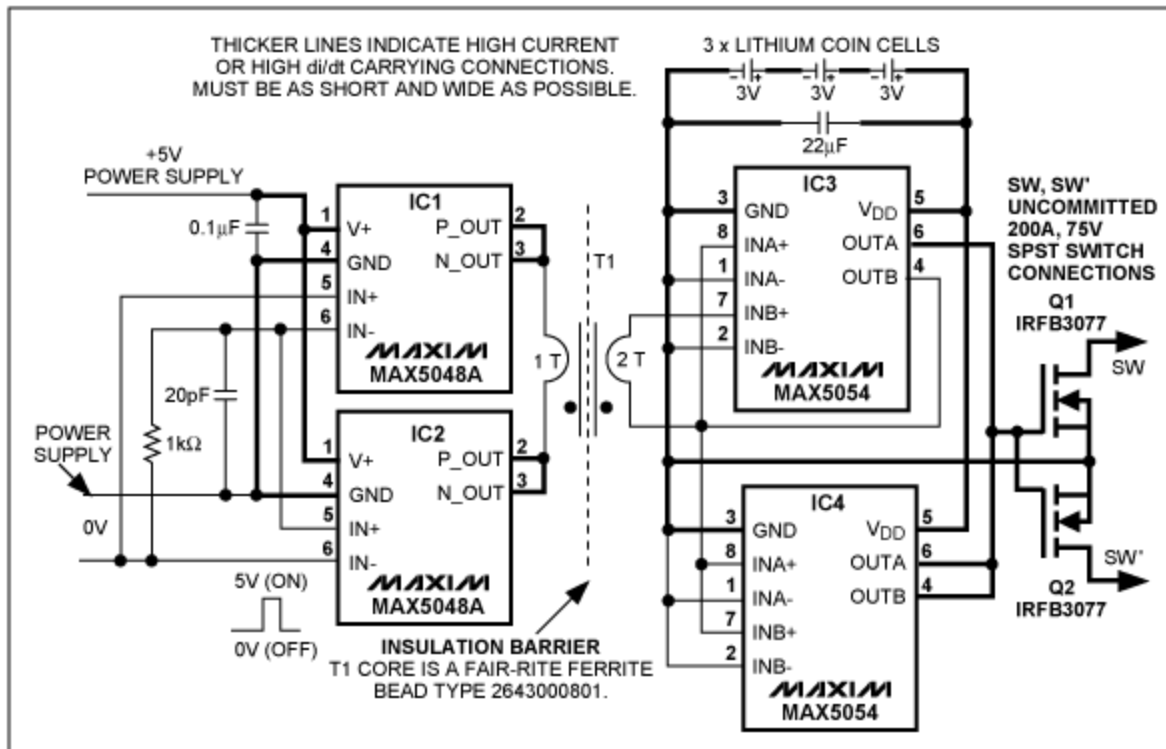 THICKER LINES INDICATE HIGH CURRENT
OR HIGH di/dt CARRYING CONNECTIONS.
MUST BE AS SHORT AND WIDE AS POSSIBLE.
3 x LITHIUM COIN CELLS
- + - + - +
3V 3V 3V
22μF
+5V
POWER SUPPLY
0.1μF
IC1
1 V+
4 GND
5 IN+
6 IN-
P_OUT 2
N_OUT 3
MAXIM
MAX5048A
20pF
1kΩ
POWER
SUPPLY
0V
IC2
1 V+
4 GND
5 IN+
6 IN-
P_OUT 2
N_OUT 3
MAXIM
MAX5048A
5V (ON)
0V (OFF)
T1
1 T
2 T
INSULATION BARRIER
T1 CORE IS A FAIR-RITE FERRITE
BEAD TYPE 2643000801.
IC3
3 GND
8 INA+
1 INA-
7 INB+
2 INB-
VDD 5
OUTA 6
OUTB 4
MAXIM
MAX5054
IC4
3 GND
8 INA+
1 INA-
7 INB+
2 INB-
VDD 5
OUTA 6
OUTB 4
MAXIM
MAX5054
SW, SW'
UNCOMMITTED
200A, 75V
SPST SWITCH
CONNECTIONS
Q1
IRFB3077
SW
SW'
Q2
IRFB3077